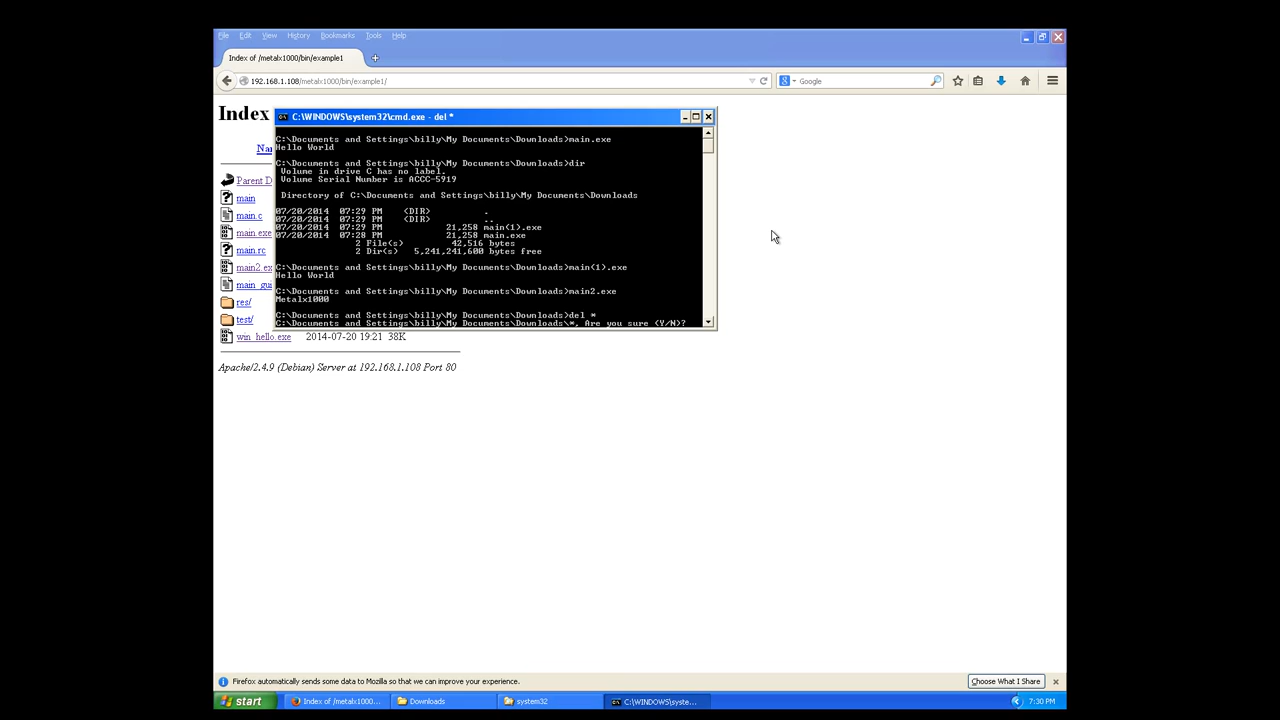 File Edit View History Bookmarks Tools Help
Index of /metalx1000/bin/example1
192.168.1.108/metalx1000/bin/example1/
Google
Index
C:\WINDOWS\system32\cmd.exe - del *
C:\Documents and Settings\billy\My Documents\Downloads>main.exe
Hello World
C:\Documents and Settings\billy\My Documents\Downloads>dir
Volume in drive C has no label.
Volume Serial Number is ACCC-5919
Directory of C:\Documents and Settings\billy\My Documents\Downloads
07/20/2014 07:29 PM <DIR> .
07/20/2014 07:29 PM <DIR> ..
07/20/2014 07:29 PM 21,258 main(1).exe
07/20/2014 07:28 PM 21,258 main.exe
2 File(s) 42,516 bytes
2 Dir(s) 5,241,241,600 bytes free
C:\Documents and Settings\billy\My Documents\Downloads>main(1).exe
Hello World
C:\Documents and Settings\billy\My Documents\Downloads>main2.exe
Metalx1000
C:\Documents and Settings\billy\My Documents\Downloads>del *
C:\Documents and Settings\billy\My Documents\Downloads\*, Are you sure (Y/N)?
Na
Parent D
main
main.c
main.exe
main.rc
main2.ex
main_gu
res/
test/
win_hello.exe 2014-07-20 19:21 38K
Apache/2.4.9 (Debian) Server at 192.168.1.108 Port 80
Firefox automatically sends some data to Mozilla so that we can improve your experience.
Choose What I Share
start
Index of /metalx1000...
Downloads
system32
C:\WINDOWS\syste...
7:30 PM